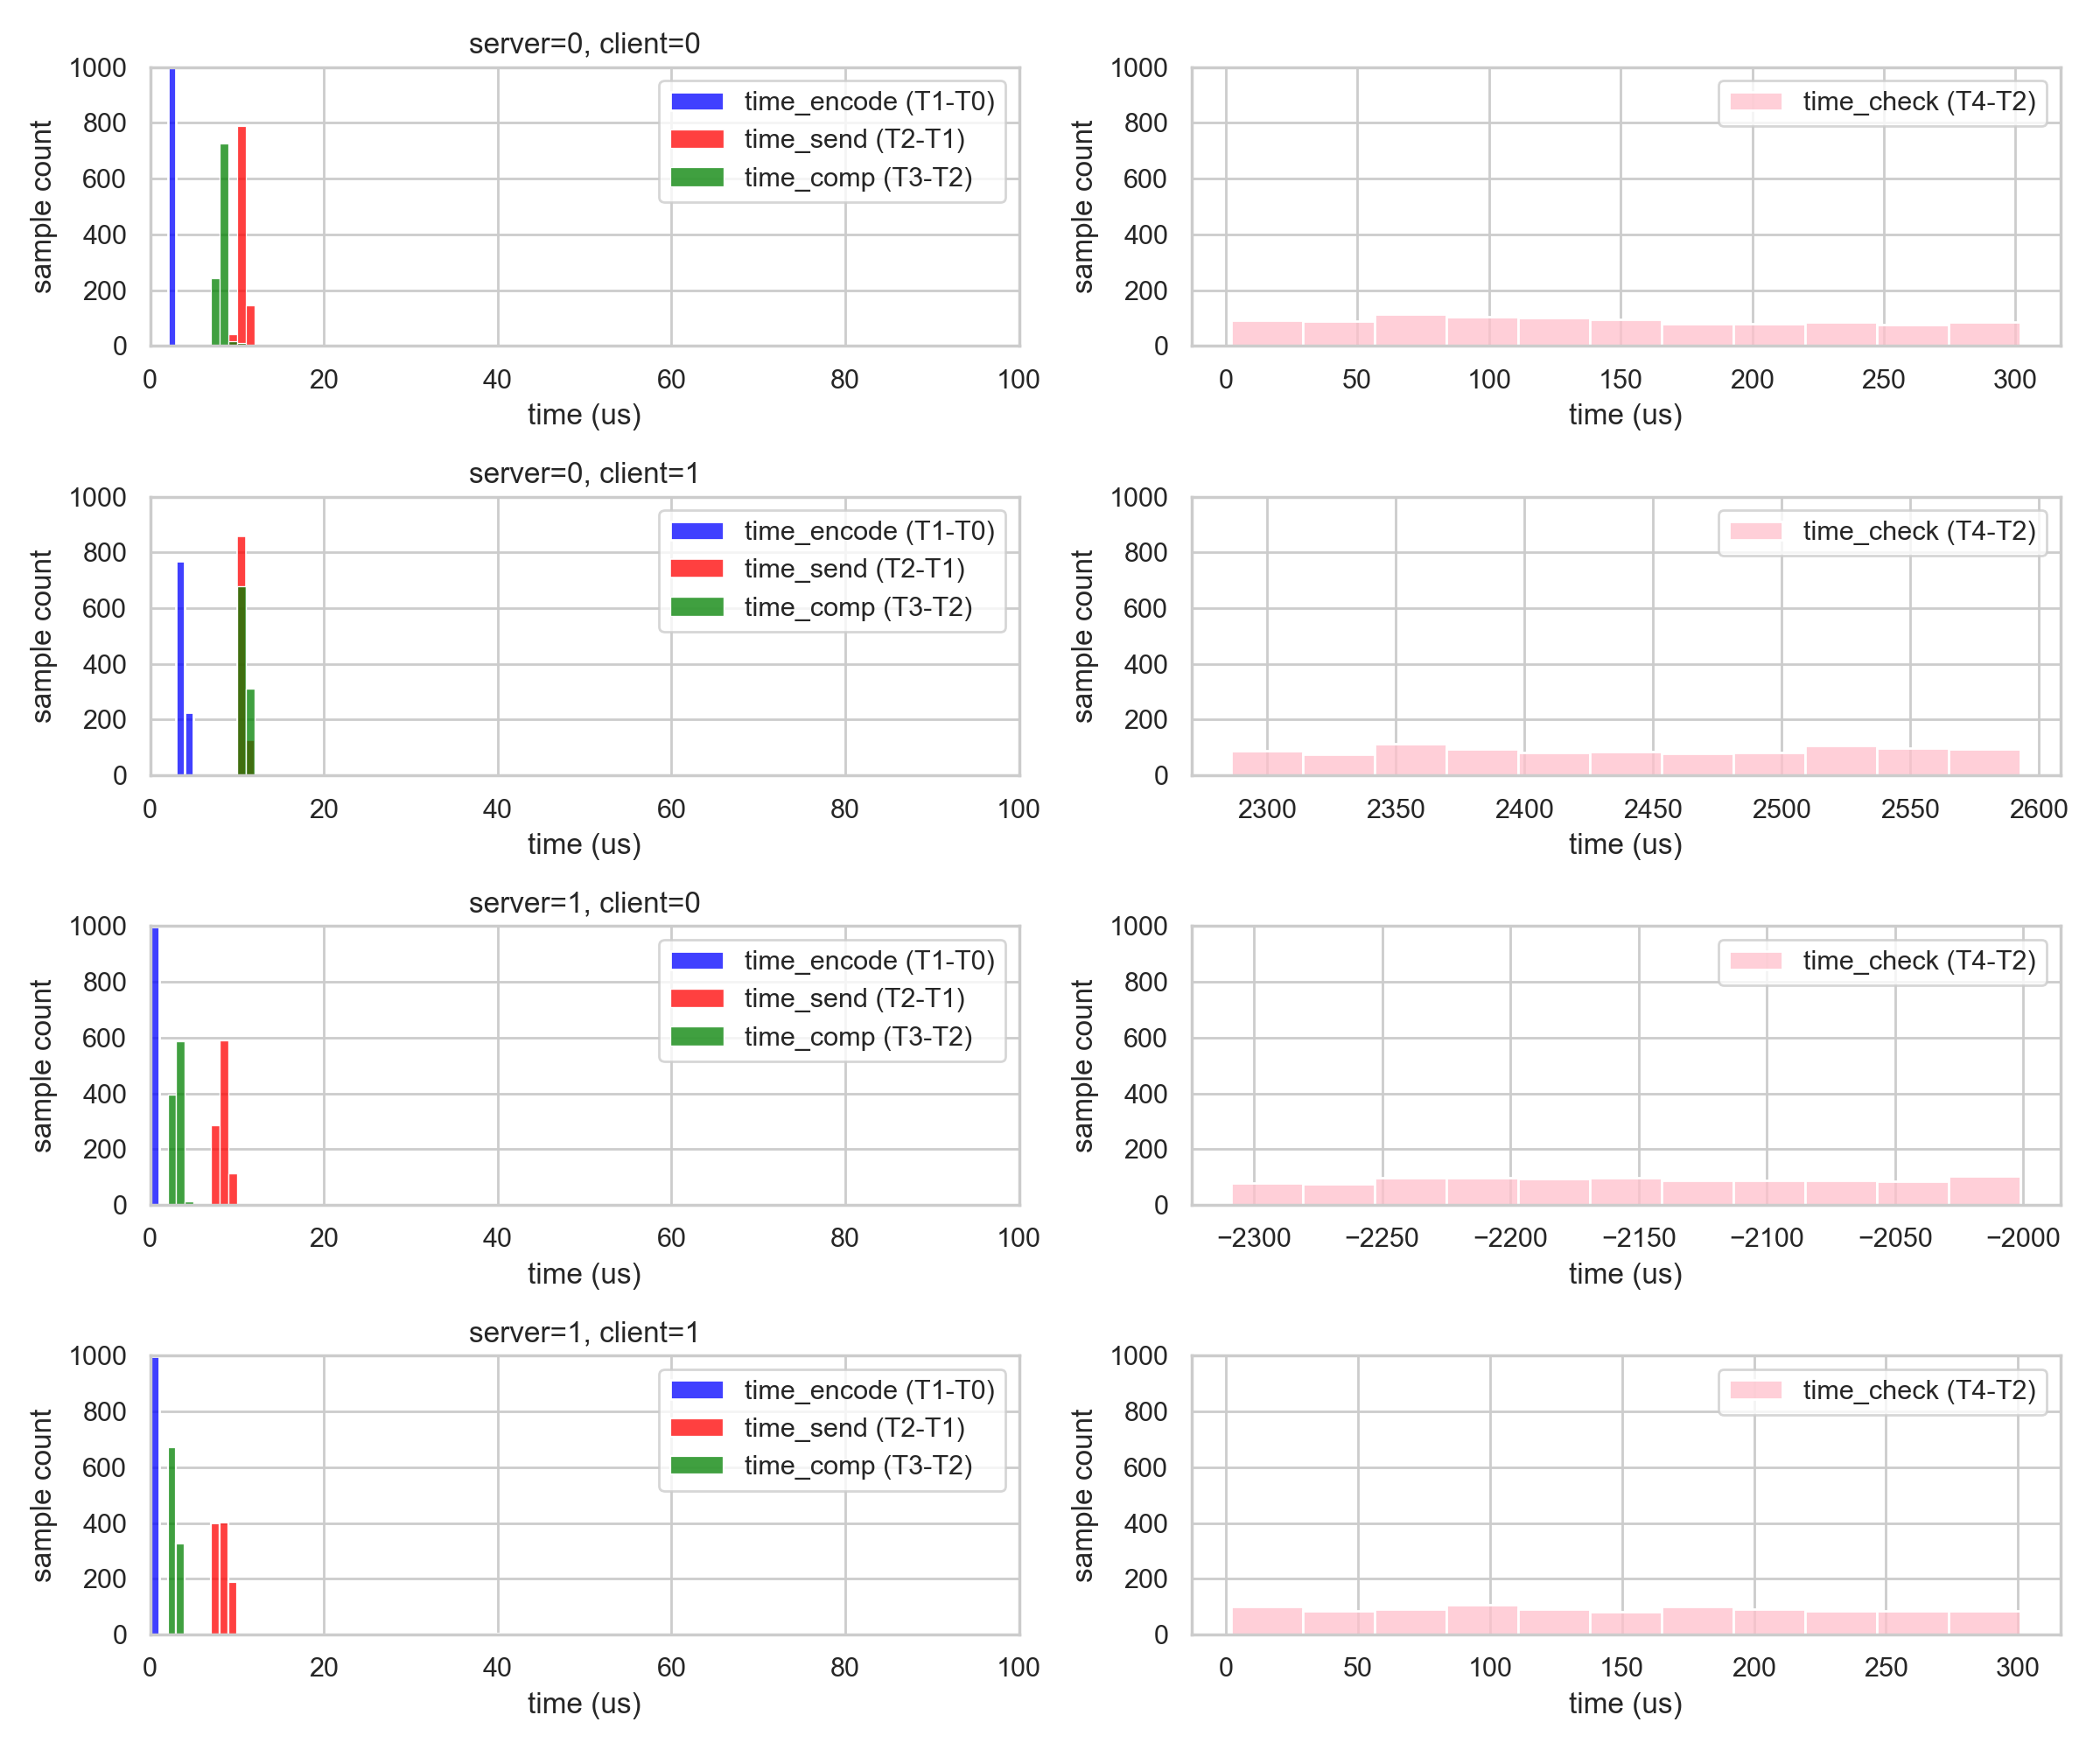 server=0, client=0
1000
800
600
400
200
0
sample count
time_encode (T1-T0)
time_send (T2-T1)
time_comp (T3-T2)
0 20 40 60 80 100
time (us)
1000
800
600
400
200
0
sample count
time_check (T4-T2)
0 50 100 150 200 250 300
time (us)
server=0, client=1
1000
800
600
400
200
0
sample count
time_encode (T1-T0)
time_send (T2-T1)
time_comp (T3-T2)
0 20 40 60 80 100
time (us)
1000
800
600
400
200
0
sample count
time_check (T4-T2)
2300 2350 2400 2450 2500 2550 2600
time (us)
server=1, client=0
1000
800
600
400
200
0
sample count
time_encode (T1-T0)
time_send (T2-T1)
time_comp (T3-T2)
0 20 40 60 80 100
time (us)
1000
800
600
400
200
0
sample count
time_check (T4-T2)
−2300 −2250 −2200 −2150 −2100 −2050 −2000
time (us)
server=1, client=1
1000
800
600
400
200
0
sample count
time_encode (T1-T0)
time_send (T2-T1)
time_comp (T3-T2)
0 20 40 60 80 100
time (us)
1000
800
600
400
200
0
sample count
time_check (T4-T2)
0 50 100 150 200 250 300
time (us)